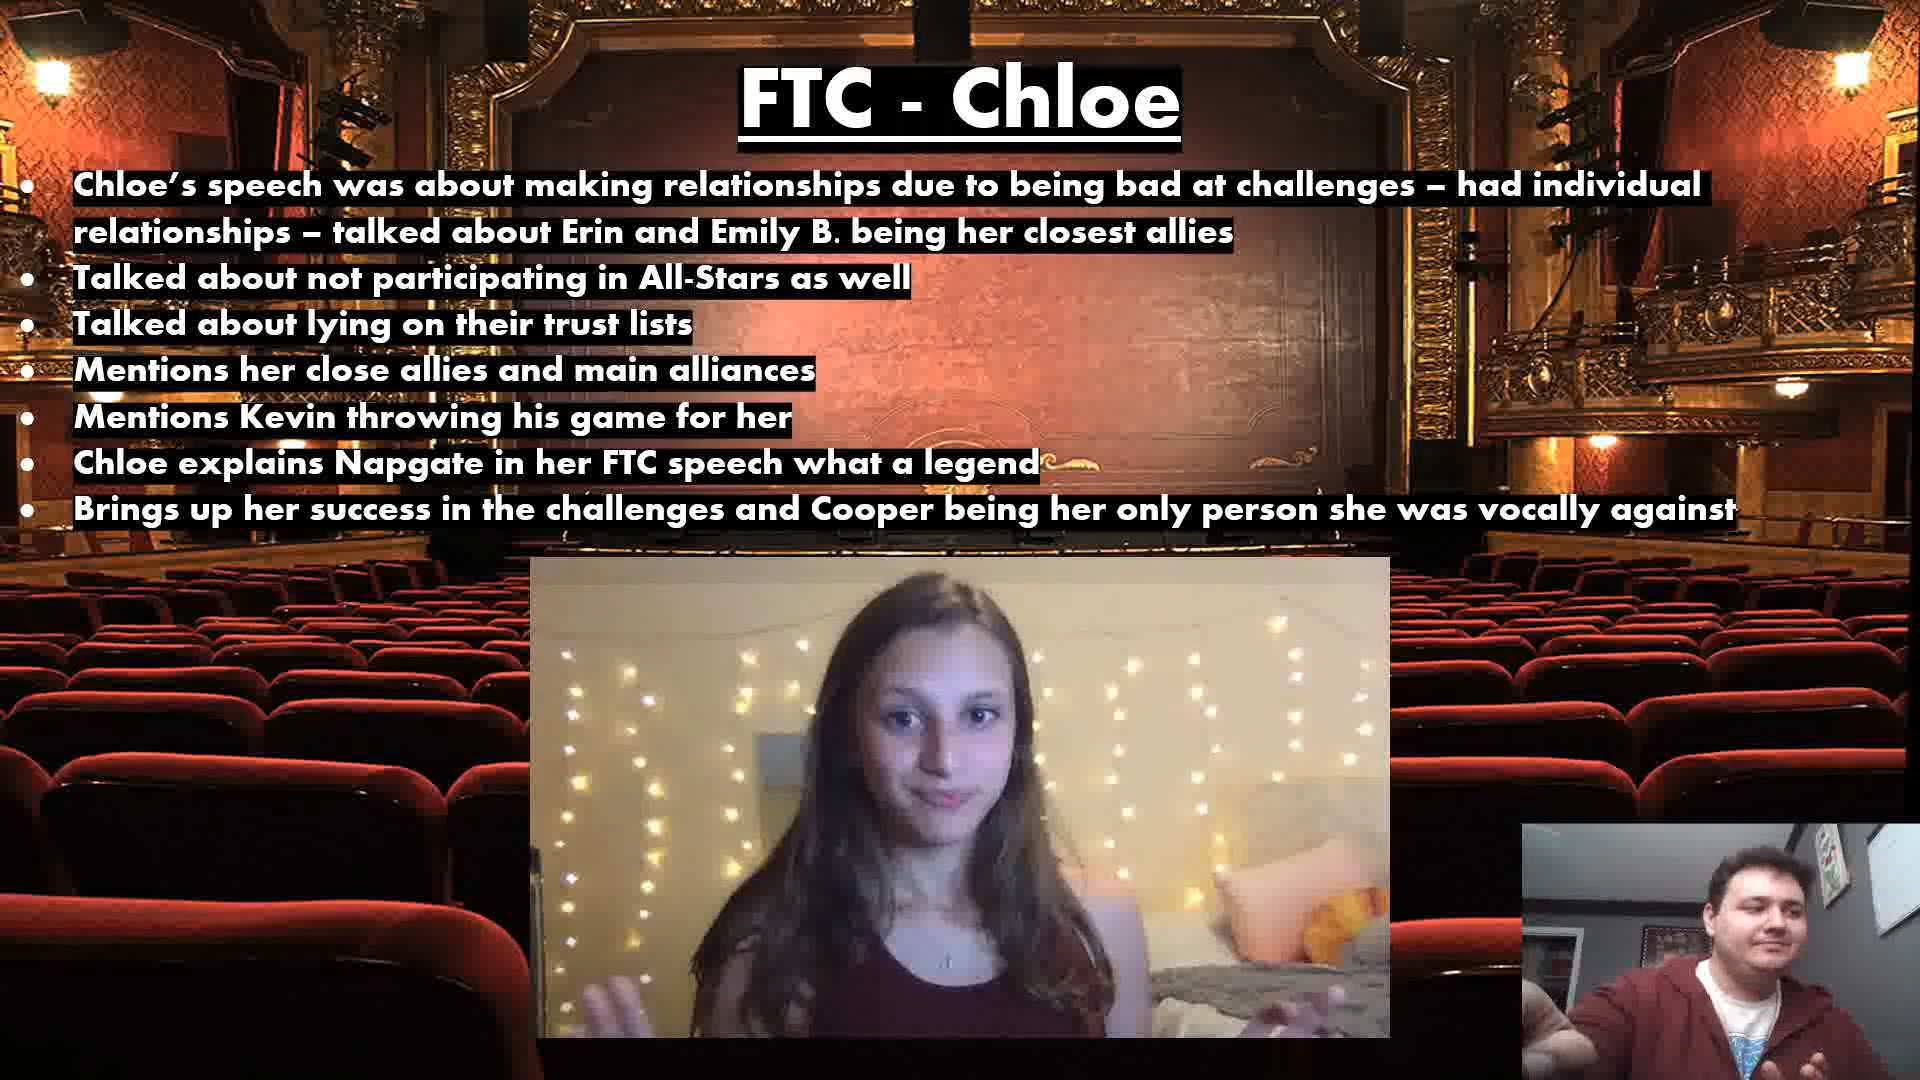 FTC - Chloe
• Chloe’s speech was about making relationships due to being bad at challenges – had individual
relationships – talked about Erin and Emily B. being her closest allies
• Talked about not participating in All-Stars as well
• Talked about lying on their trust lists
• Mentions her close allies and main alliances
• Mentions Kevin throwing his game for her
• Chloe explains Napgate in her FTC speech what a legend
• Brings up her success in the challenges and Cooper being her only person she was vocally against